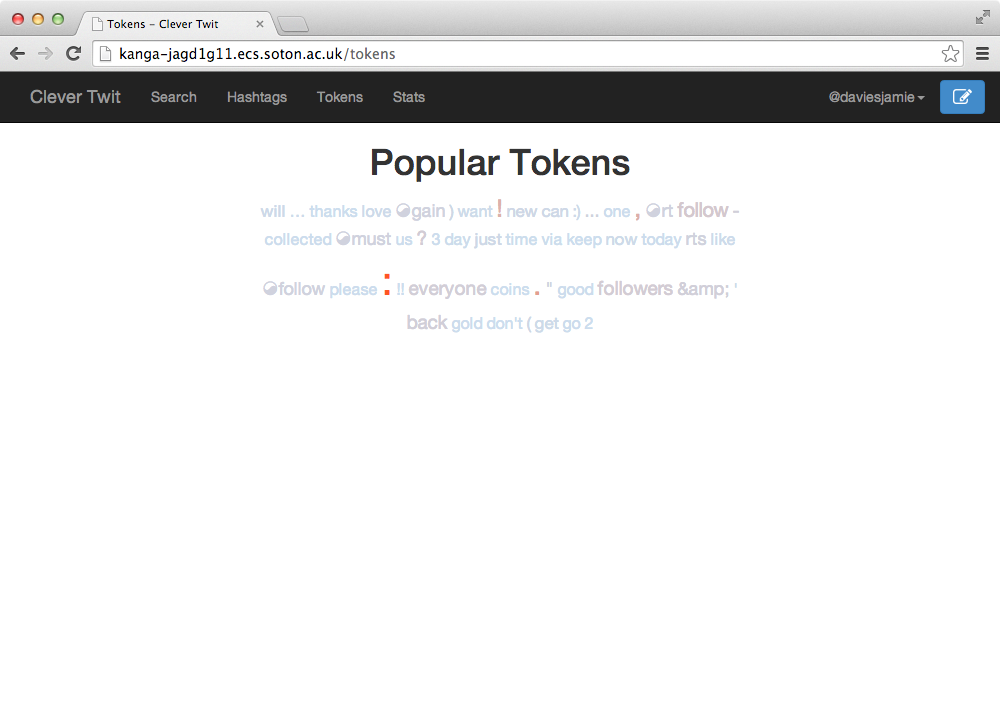 Tokens – Clever Twit
kanga-jagd1g11.ecs.soton.ac.uk/tokens
Clever Twit Search Hashtags Tokens Stats @daviesjamie
Popular Tokens
will … thanks love ◕gain ) want ! new can :) ... one , ◕rt follow -
collected ◕must us ? 3 day just time via keep now today rts like
◕follow please : !! everyone coins . " good followers &amp; '
back gold don't ( get go 2